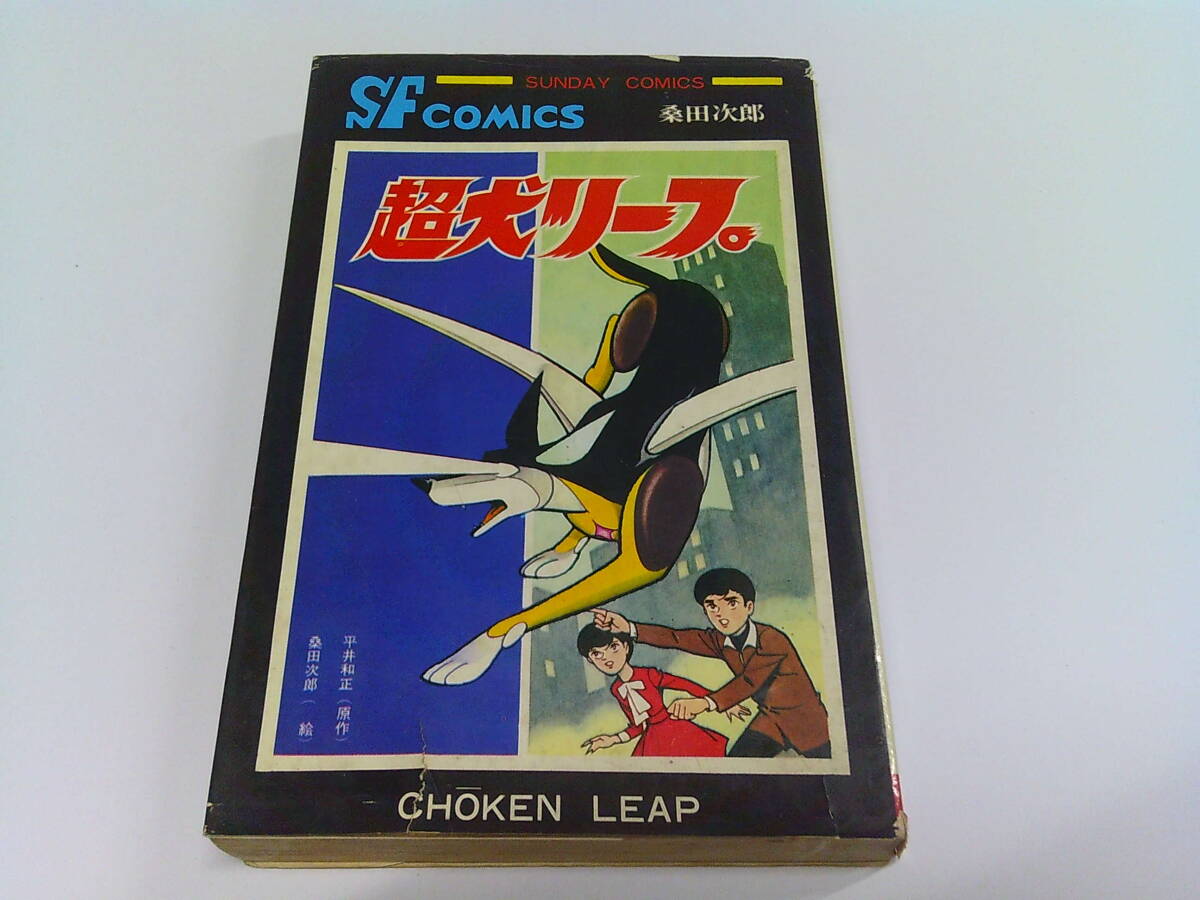 SUNDAY COMICS
SF COMICS
桑田次郎
超犬リープ
平井和正(原作)
桑田次郎(絵)
CHŌKEN LEAP